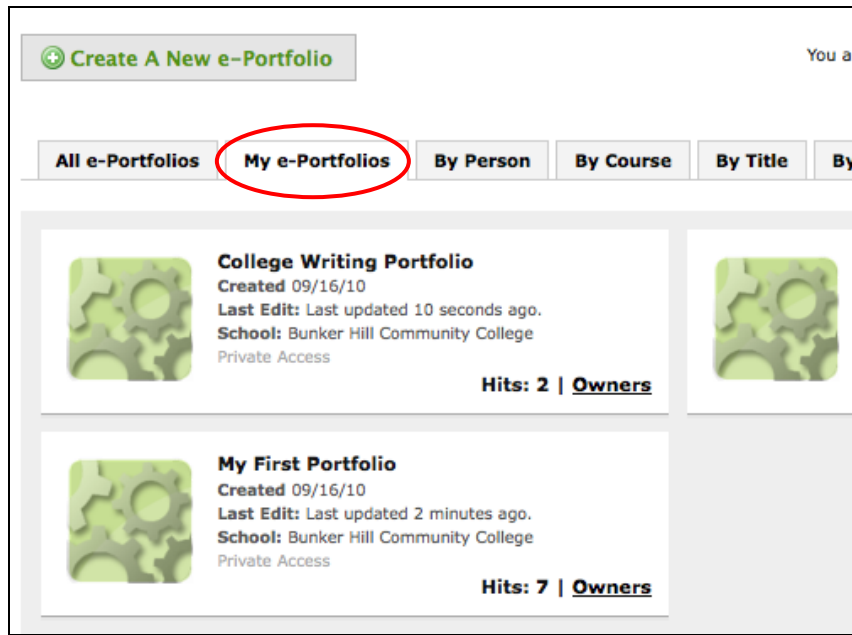 Create A New e-Portfolio
You a
All e-Portfolios My e-Portfolios By Person By Course By Title By
College Writing Portfolio
Created 09/16/10
Last Edit: Last updated 10 seconds ago.
School: Bunker Hill Community College
Private Access
Hits: 2 | Owners
My First Portfolio
Created 09/16/10
Last Edit: Last updated 2 minutes ago.
School: Bunker Hill Community College
Private Access
Hits: 7 | Owners